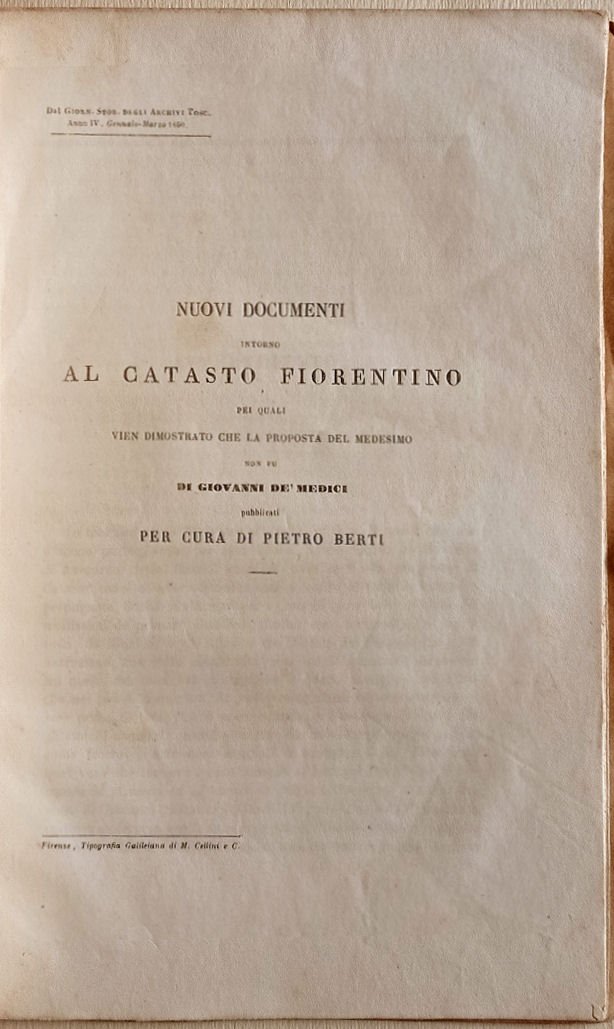 Dal Giorn. Stor. degli Archivi Tosc.
Anno IV. Gennaio-Marzo 1860.
NUOVI DOCUMENTI
INTORNO
AL CATASTO FIORENTINO
PEI QUALI
VIEN DIMOSTRATO CHE LA PROPOSTA DEL MEDESIMO
NON FU
DI GIOVANNI DE' MEDICI
pubblicati
PER CURA DI PIETRO BERTI
Firenze, Tipografia Galileiana di M. Cellini e C.